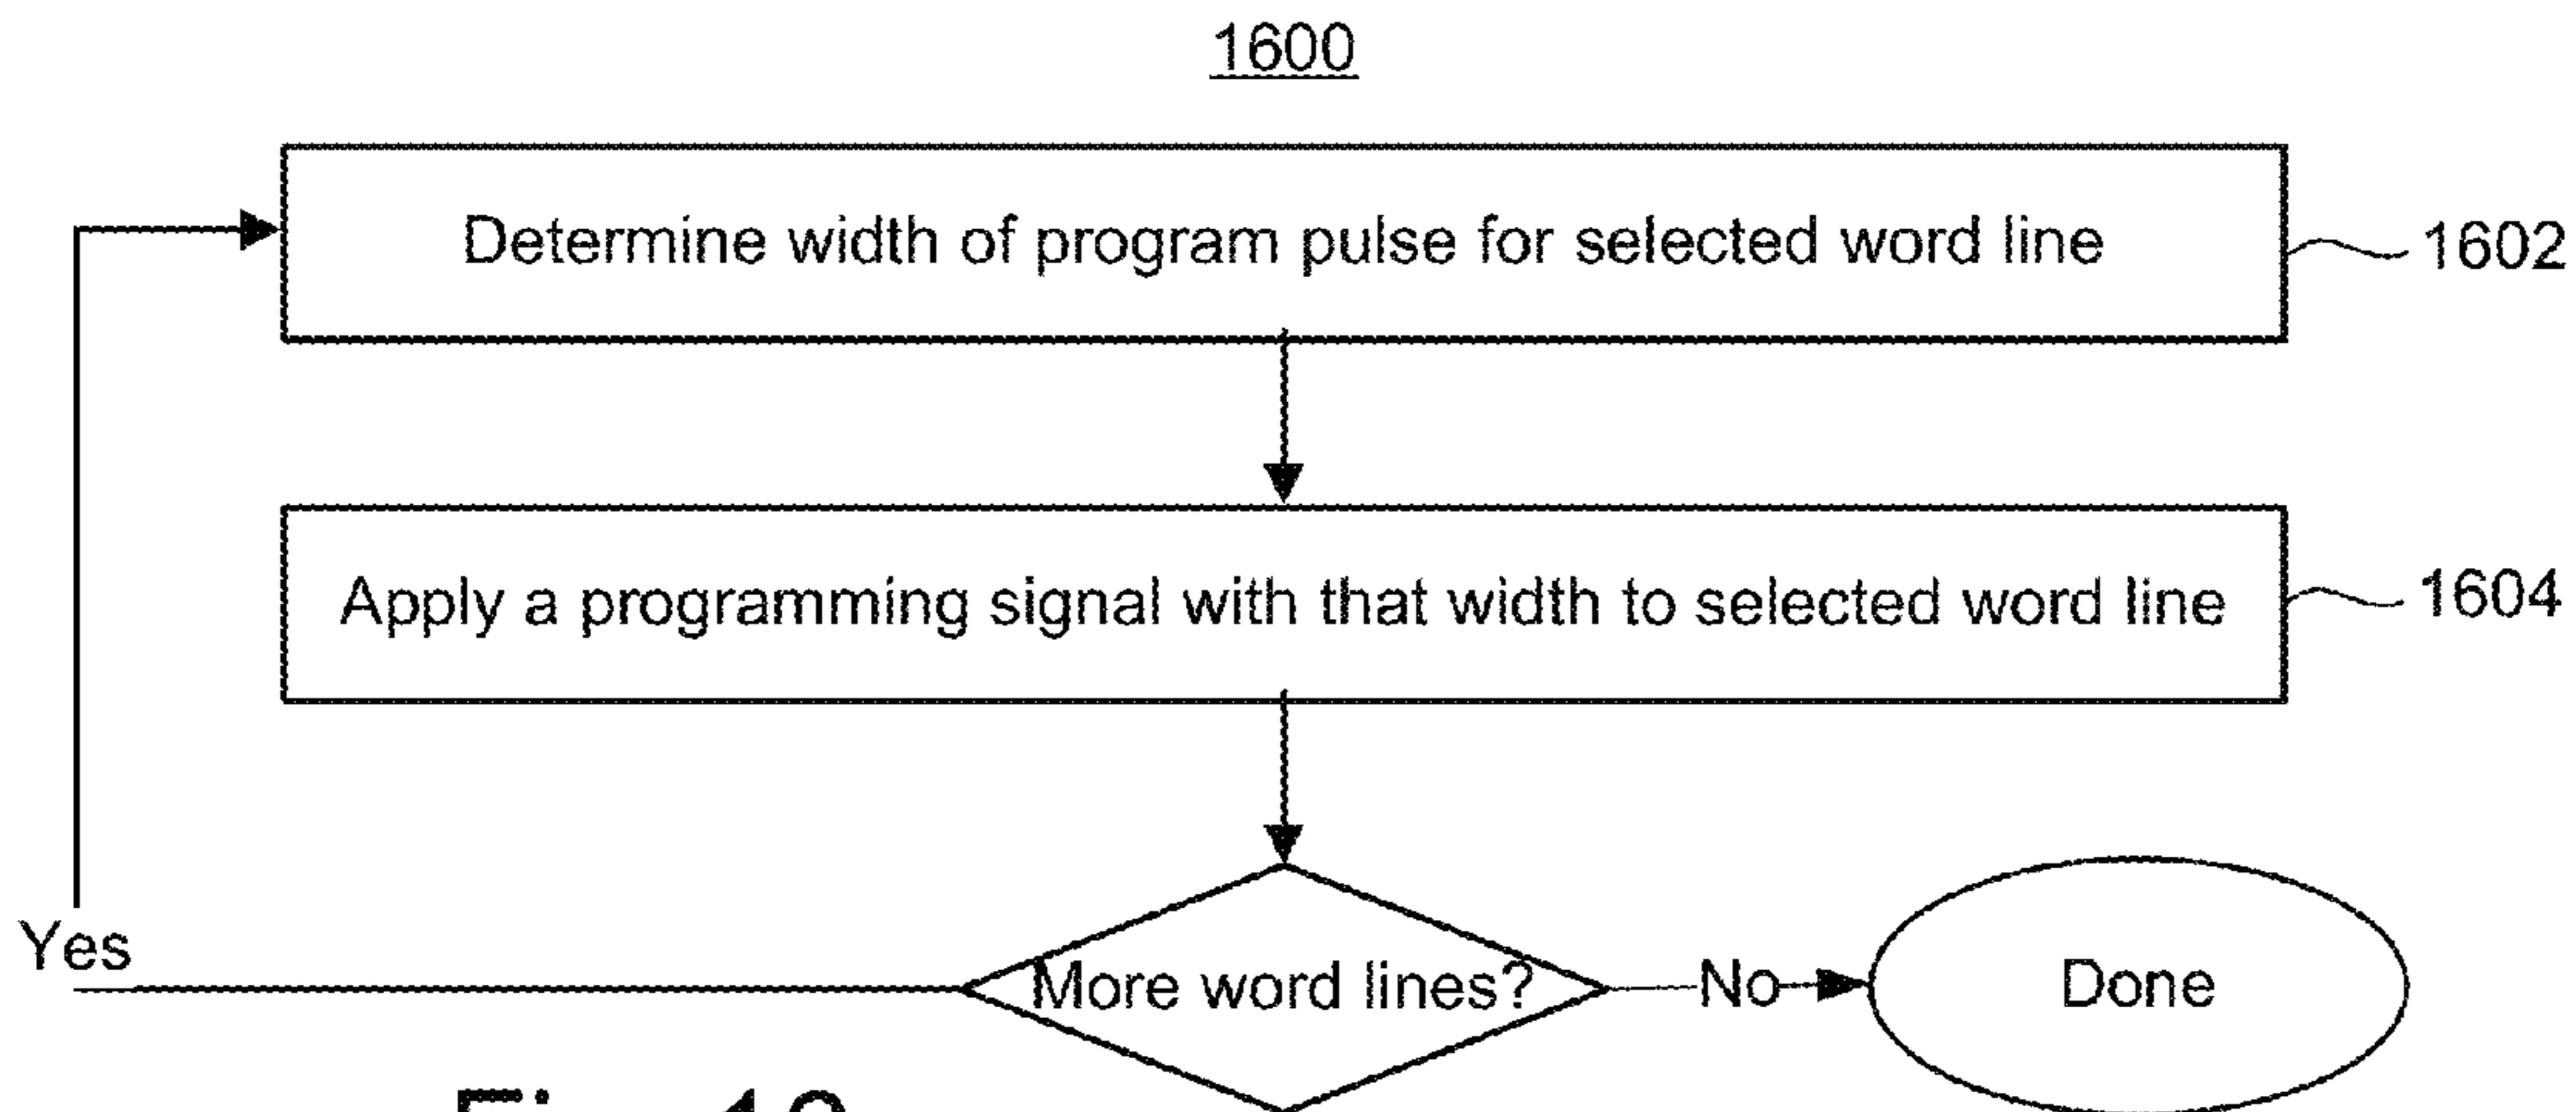 1600
Determine width of program pulse for selected word line
1602
Apply a programming signal with that width to selected word line
1604
Yes
More word lines?
No
Done